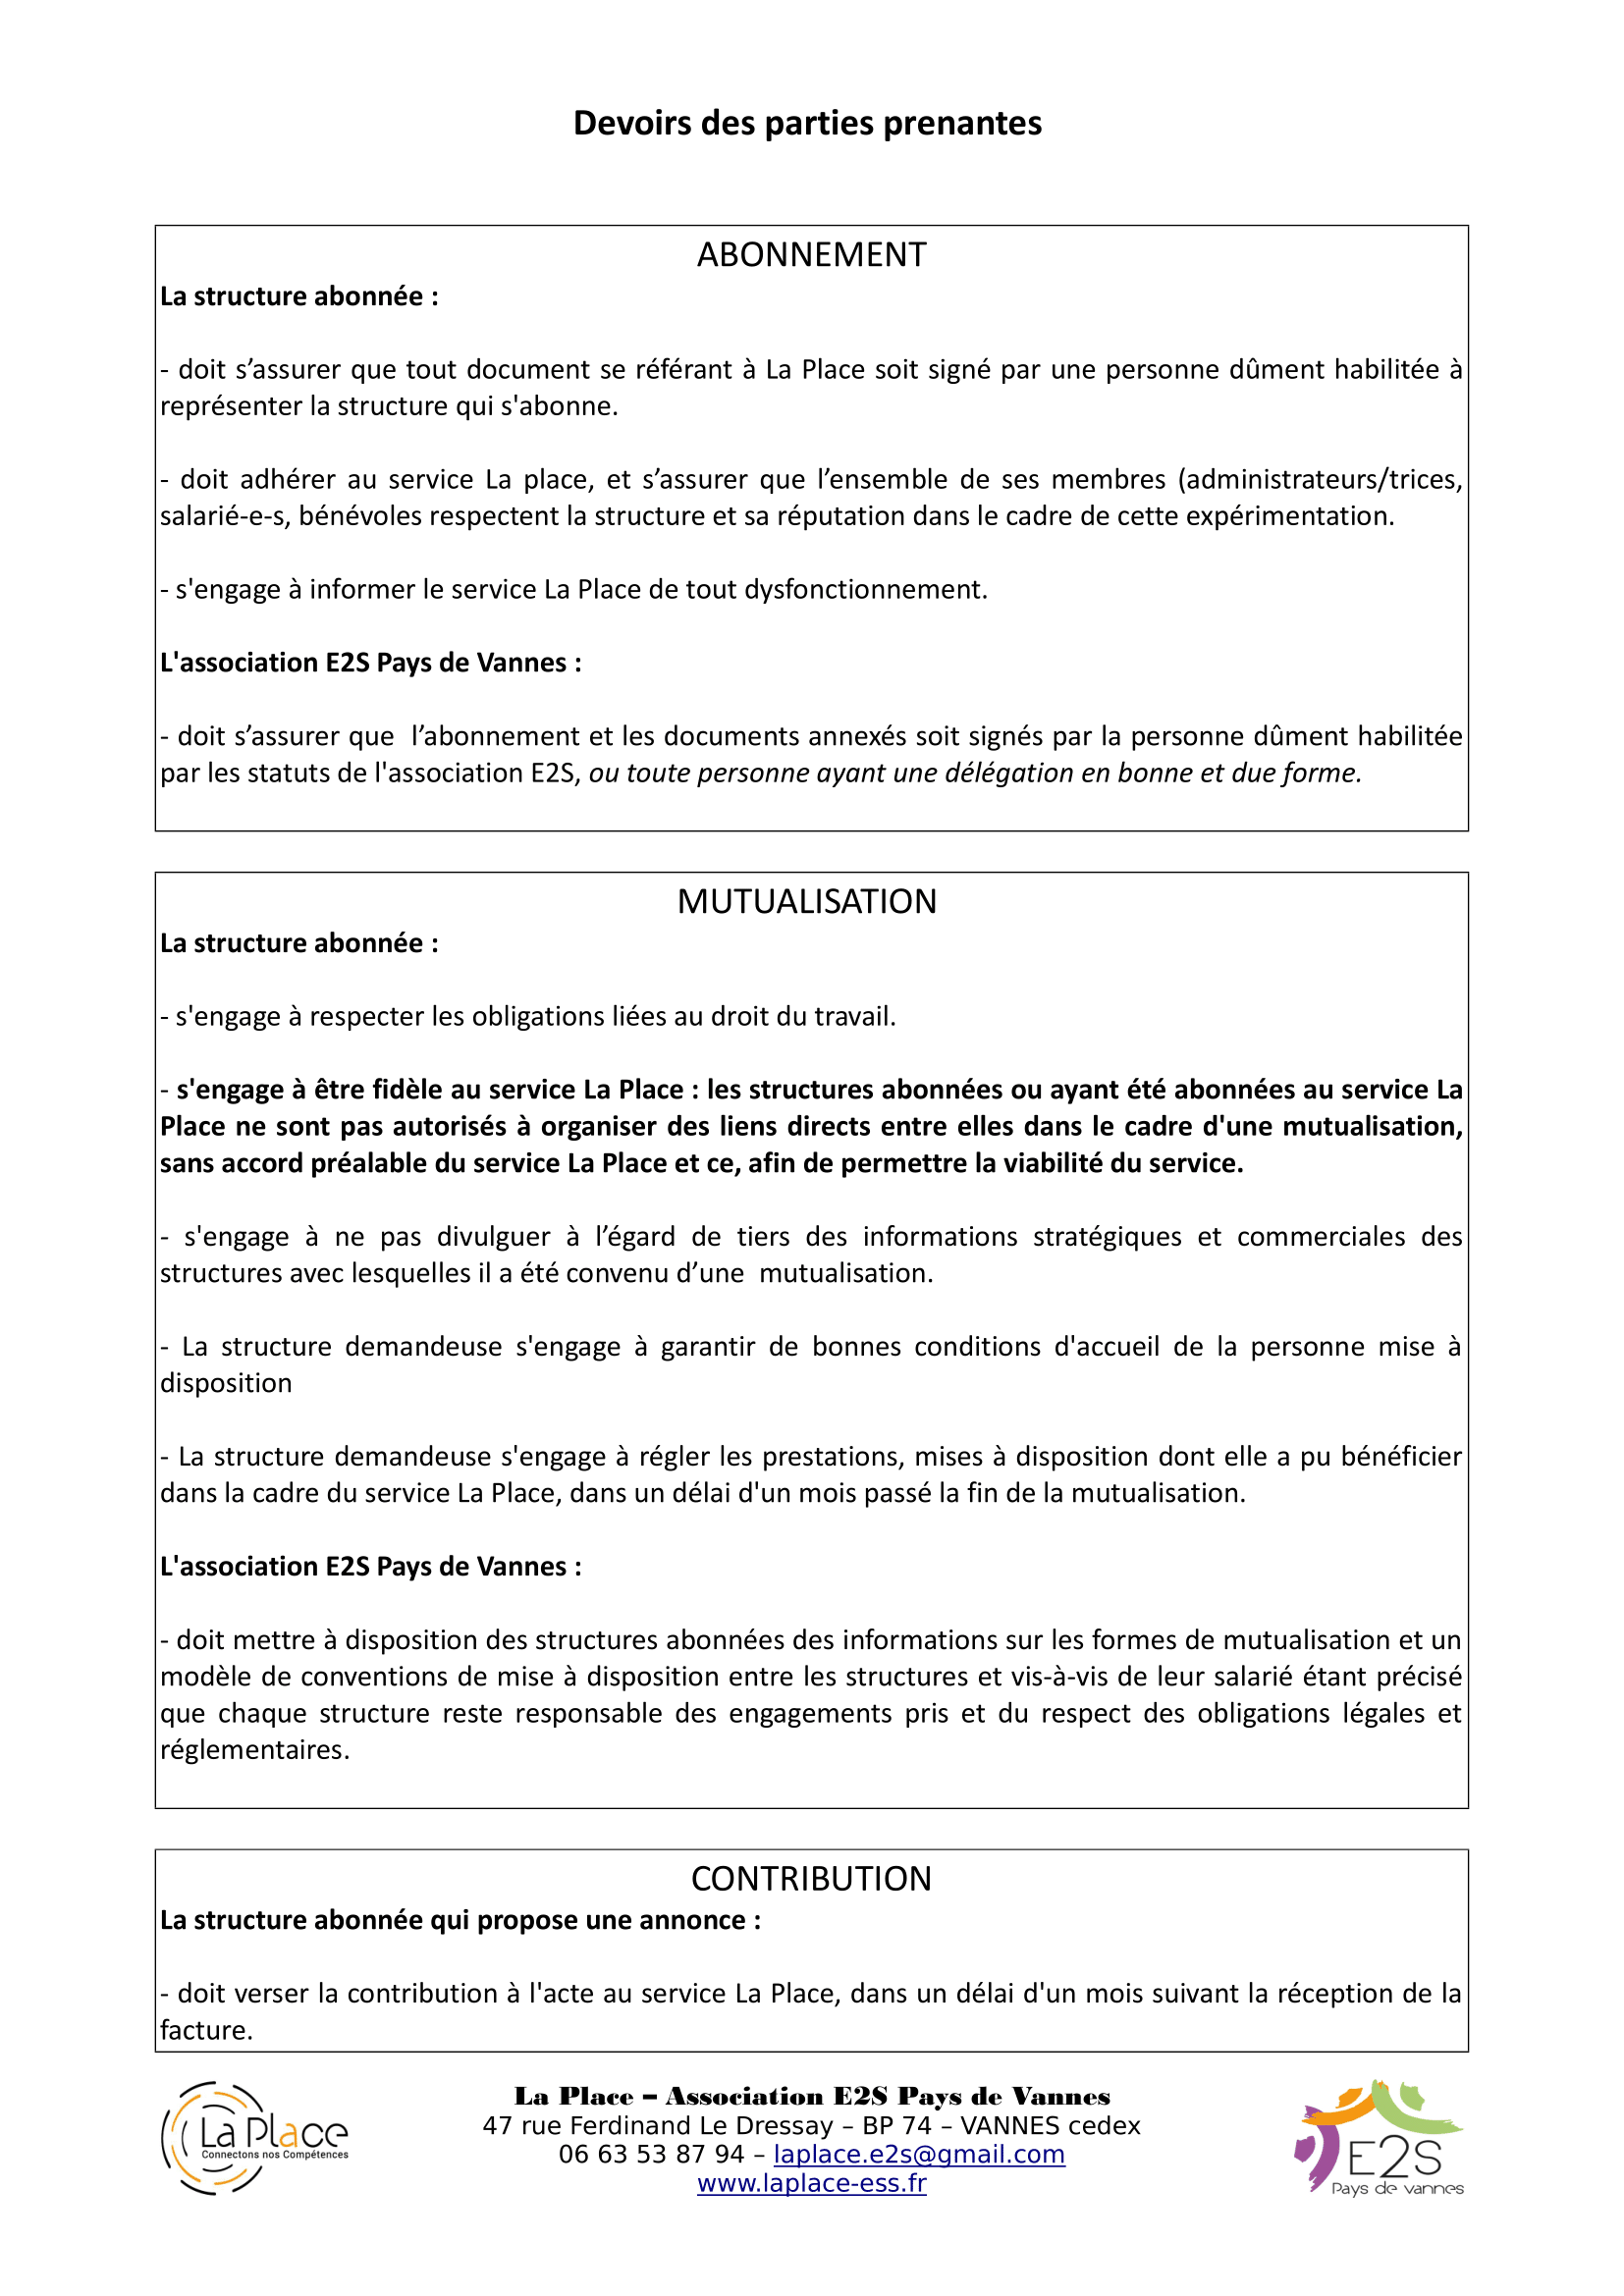 Devoirs des parties prenantes
ABONNEMENT
La structure abonnée :
- doit s’assurer que tout document se référant à La Place soit signé par une personne dûment habilitée à
représenter la structure qui s'abonne.
- doit adhérer au service La place, et s’assurer que l’ensemble de ses membres (administrateurs/trices,
salarié-e-s, bénévoles respectent la structure et sa réputation dans le cadre de cette expérimentation.
- s'engage à informer le service La Place de tout dysfonctionnement.
L'association E2S Pays de Vannes :
- doit s’assurer que  l’abonnement et les documents annexés soit signés par la personne dûment habilitée
par les statuts de l'association E2S, ou toute personne ayant une délégation en bonne et due forme.
MUTUALISATION
La structure abonnée :
- s'engage à respecter les obligations liées au droit du travail.
- s'engage à être fidèle au service La Place : les structures abonnées ou ayant été abonnées au service La
Place ne sont pas autorisés à organiser des liens directs entre elles dans le cadre d'une mutualisation,
sans accord préalable du service La Place et ce, afin de permettre la viabilité du service.
- s'engage à ne pas divulguer à l’égard de tiers des informations stratégiques et commerciales des
structures avec lesquelles il a été convenu d’une  mutualisation.
- La structure demandeuse s'engage à garantir de bonnes conditions d'accueil de la personne mise à
disposition
- La structure demandeuse s'engage à régler les prestations, mises à disposition dont elle a pu bénéficier
dans la cadre du service La Place, dans un délai d'un mois passé la fin de la mutualisation.
L'association E2S Pays de Vannes :
- doit mettre à disposition des structures abonnées des informations sur les formes de mutualisation et un
modèle de conventions de mise à disposition entre les structures et vis-à-vis de leur salarié étant précisé
que chaque structure reste responsable des engagements pris et du respect des obligations légales et
réglementaires.
CONTRIBUTION
La structure abonnée qui propose une annonce :
- doit verser la contribution à l'acte au service La Place, dans un délai d'un mois suivant la réception de la
facture.
La Place
Connectons nos Compétences
La Place – Association E2S Pays de Vannes
47 rue Ferdinand Le Dressay – BP 74 – VANNES cedex
06 63 53 87 94 – laplace.e2s@gmail.com
www.laplace-ess.fr
E2S
Pays de vannes